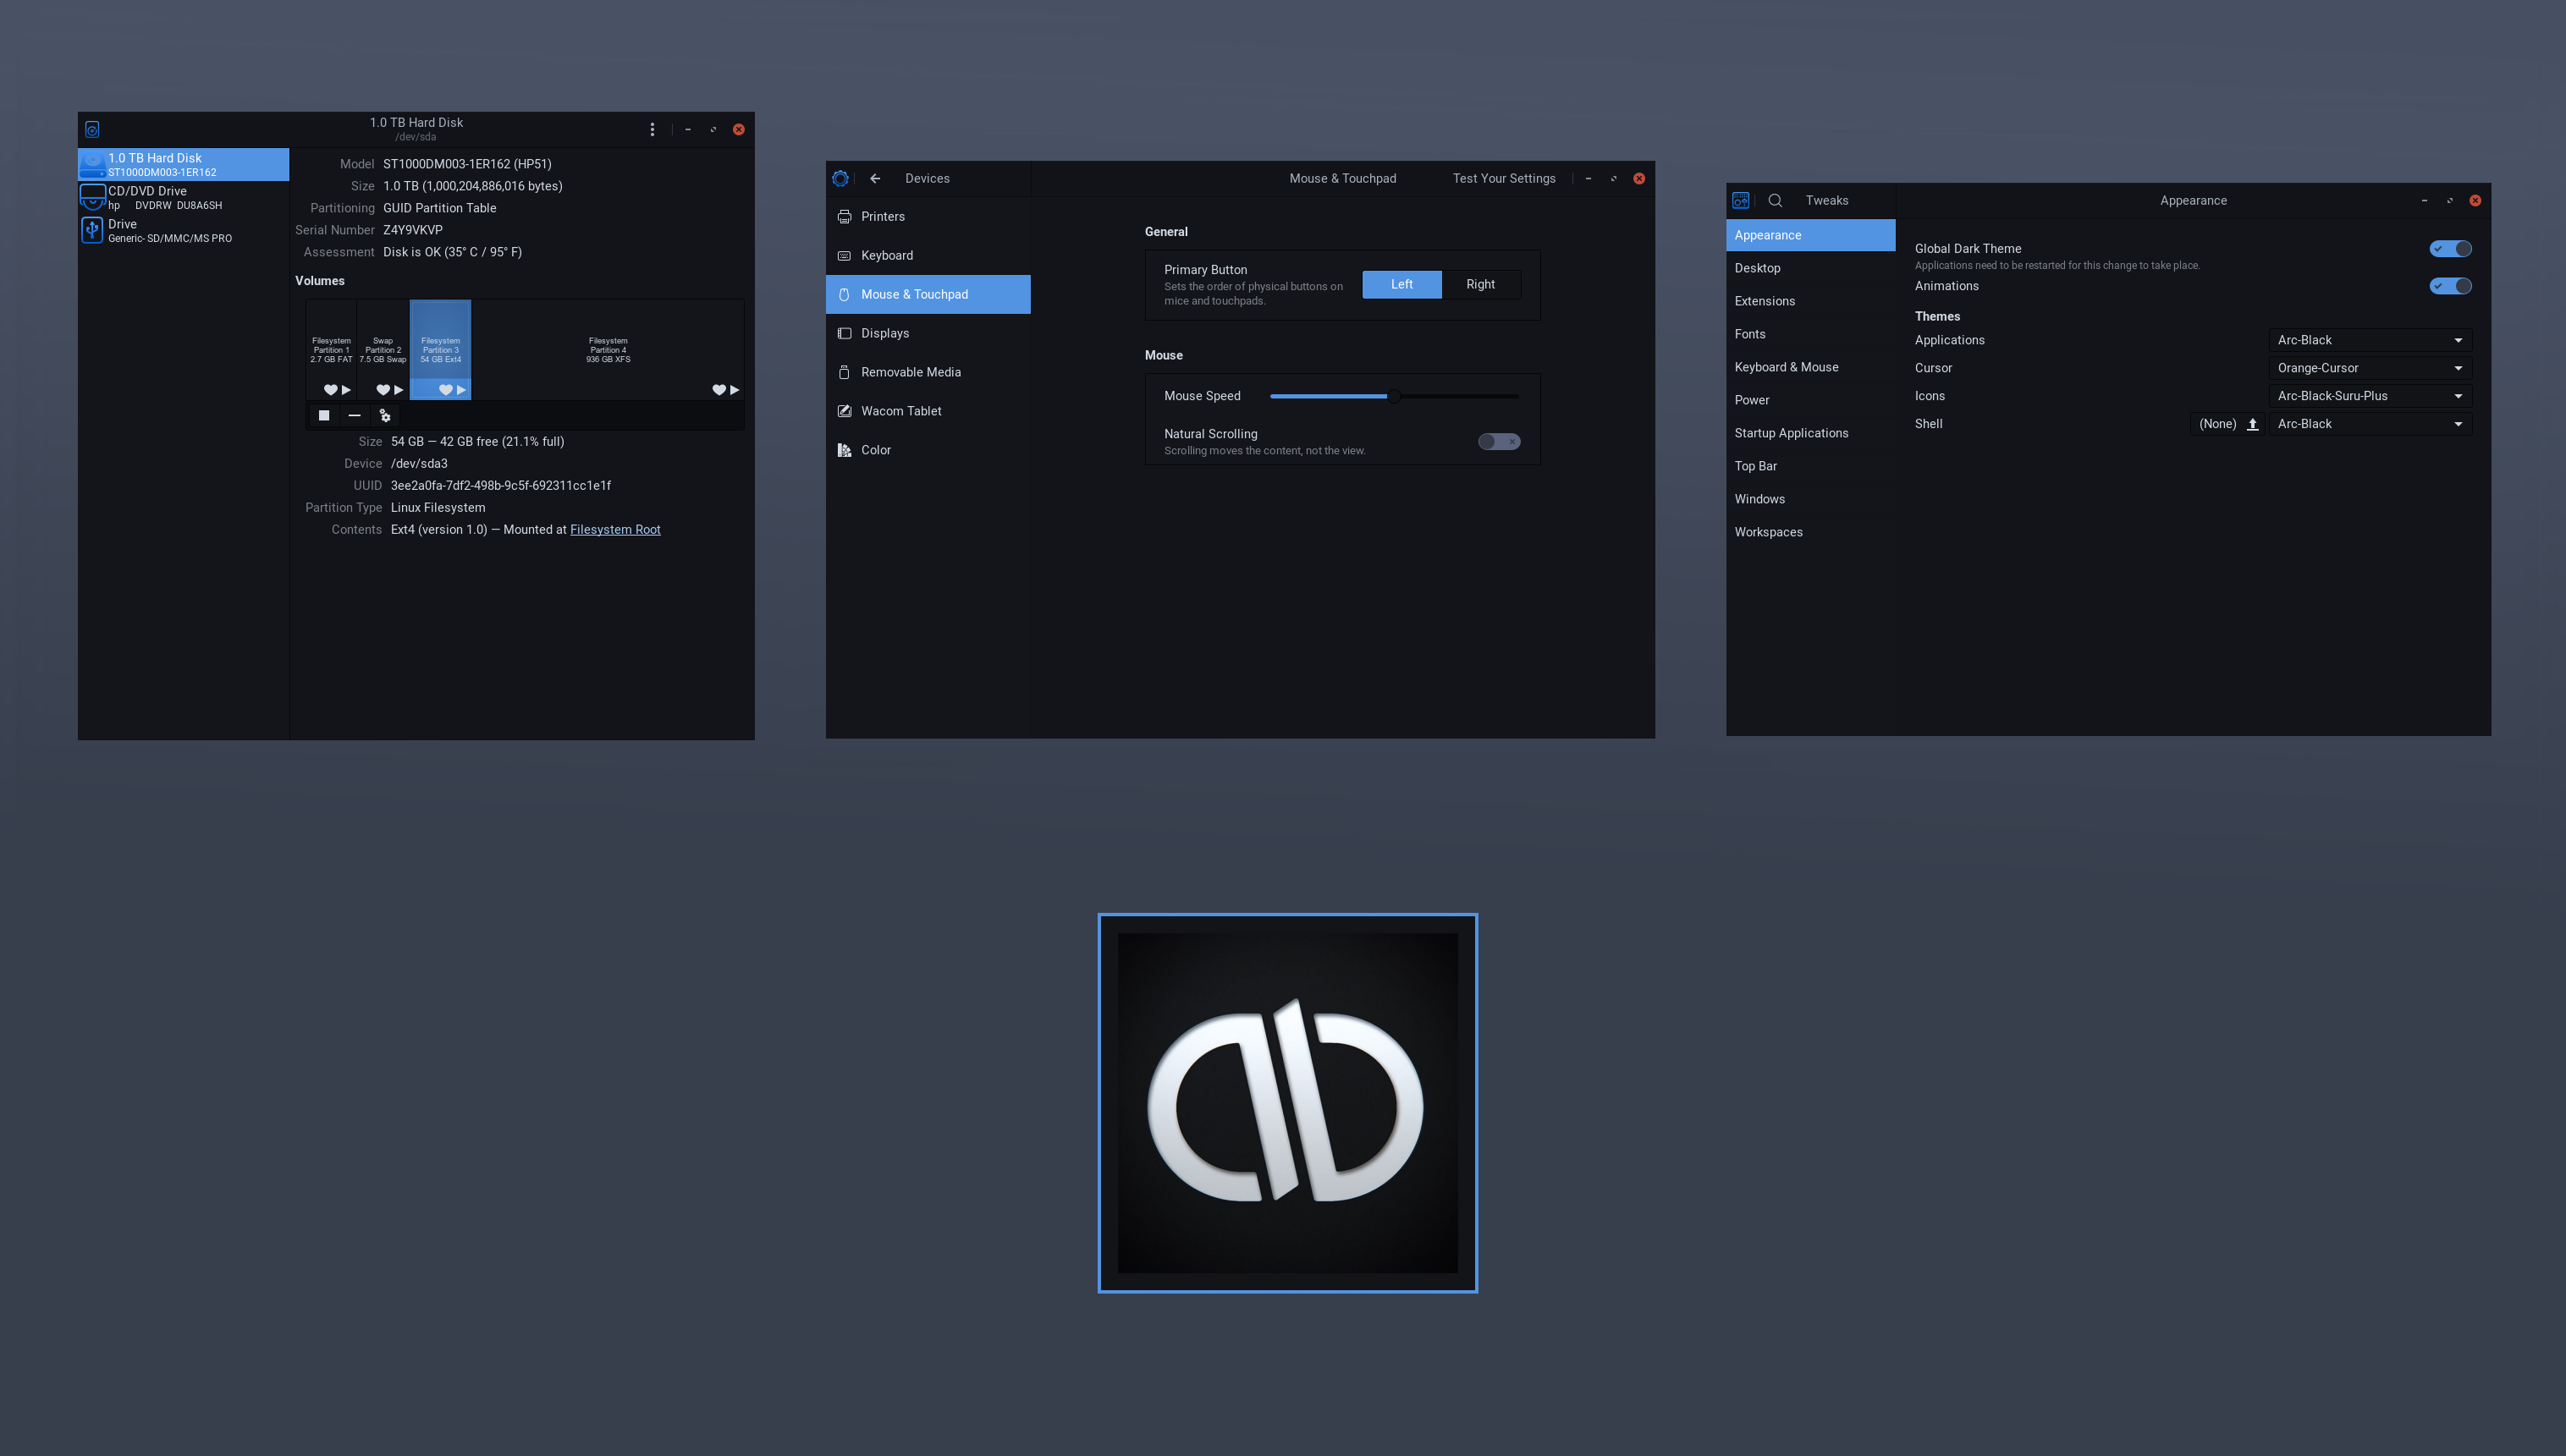 1.0 TB Hard Disk
/dev/sda
1.0 TB Hard Disk
ST1000DM003-1ER162
CD/DVD Drive
hp DVDRW DU8A6SH
Drive
Generic- SD/MMC/MS PRO
Model ST1000DM003-1ER162 (HP51)
Size 1.0 TB (1,000,204,886,016 bytes)
Partitioning GUID Partition Table
Serial Number Z4Y9VKVP
Assessment Disk is OK (35° C / 95° F)
Volumes
Filesystem
Partition 1
2.7 GB FAT
Swap
Partition 2
7.5 GB Swap
Filesystem
Partition 3
54 GB Ext4
Filesystem
Partition 4
936 GB XFS
Size 54 GB — 42 GB free (21.1% full)
Device /dev/sda3
UUID 3ee2a0fa-7df2-498b-9c5f-692311cc1e1f
Partition Type Linux Filesystem
Contents Ext4 (version 1.0) — Mounted at Filesystem Root
Devices
Mouse & Touchpad
Test Your Settings
Printers
Keyboard
Mouse & Touchpad
Displays
Removable Media
Wacom Tablet
Color
General
Primary Button
Sets the order of physical buttons on
mice and touchpads.
Left
Right
Mouse
Mouse Speed
Natural Scrolling
Scrolling moves the content, not the view.
Tweaks
Appearance
Appearance
Desktop
Extensions
Fonts
Keyboard & Mouse
Power
Startup Applications
Top Bar
Windows
Workspaces
Global Dark Theme
Applications need to be restarted for this change to take place.
Animations
Themes
Applications Arc-Black
Cursor Orange-Cursor
Icons Arc-Black-Suru-Plus
Shell (None) Arc-Black